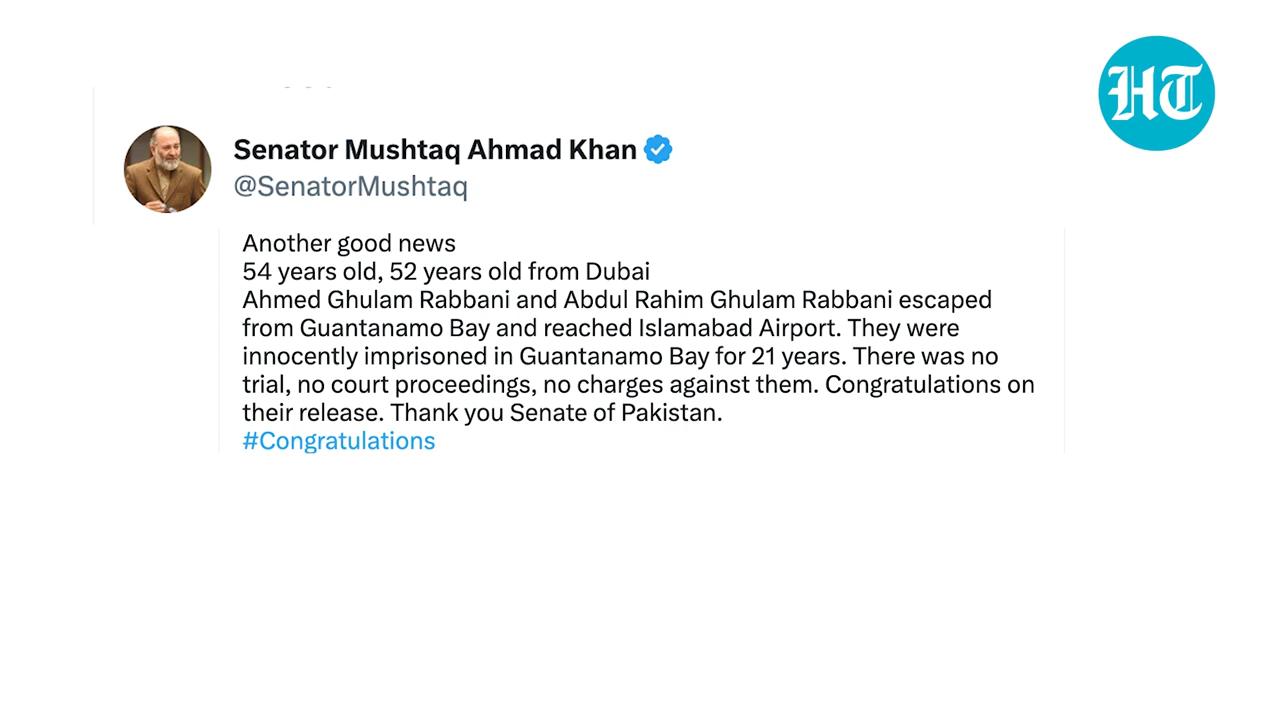 HT
Senator Mushtaq Ahmad Khan
@SenatorMushtaq
Another good news
54 years old, 52 years old from Dubai
Ahmed Ghulam Rabbani and Abdul Rahim Ghulam Rabbani escaped
from Guantanamo Bay and reached Islamabad Airport. They were
innocently imprisoned in Guantanamo Bay for 21 years. There was no
trial, no court proceedings, no charges against them. Congratulations on
their release. Thank you Senate of Pakistan.
#Congratulations